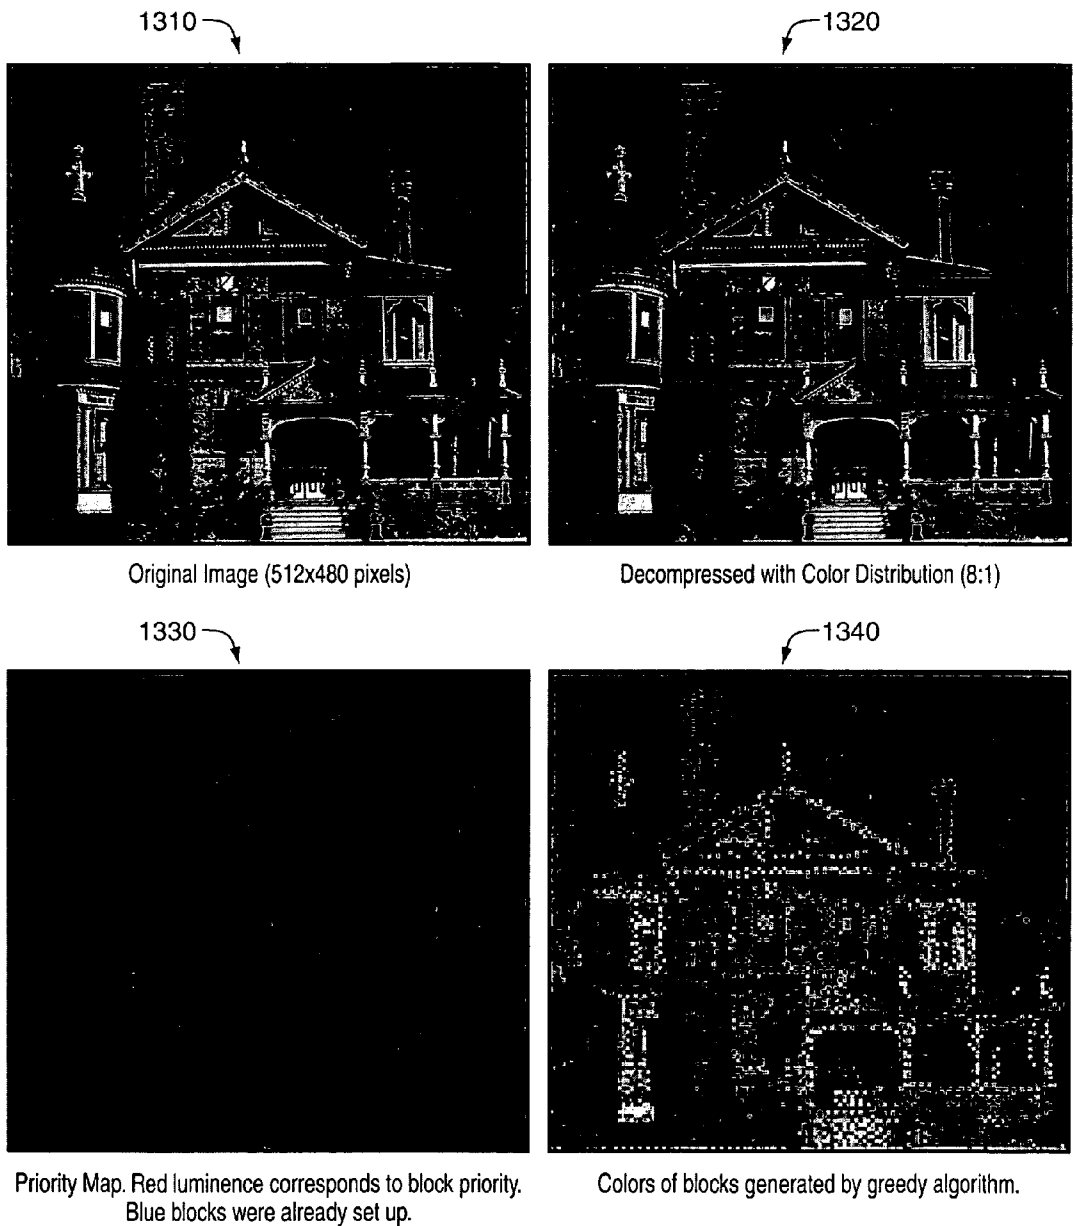 1310
1320
Original Image (512x480 pixels)
Decompressed with Color Distribution (8:1)
1330
1340
Priority Map. Red luminence corresponds to block priority.
Blue blocks were already set up.
Colors of blocks generated by greedy algorithm.